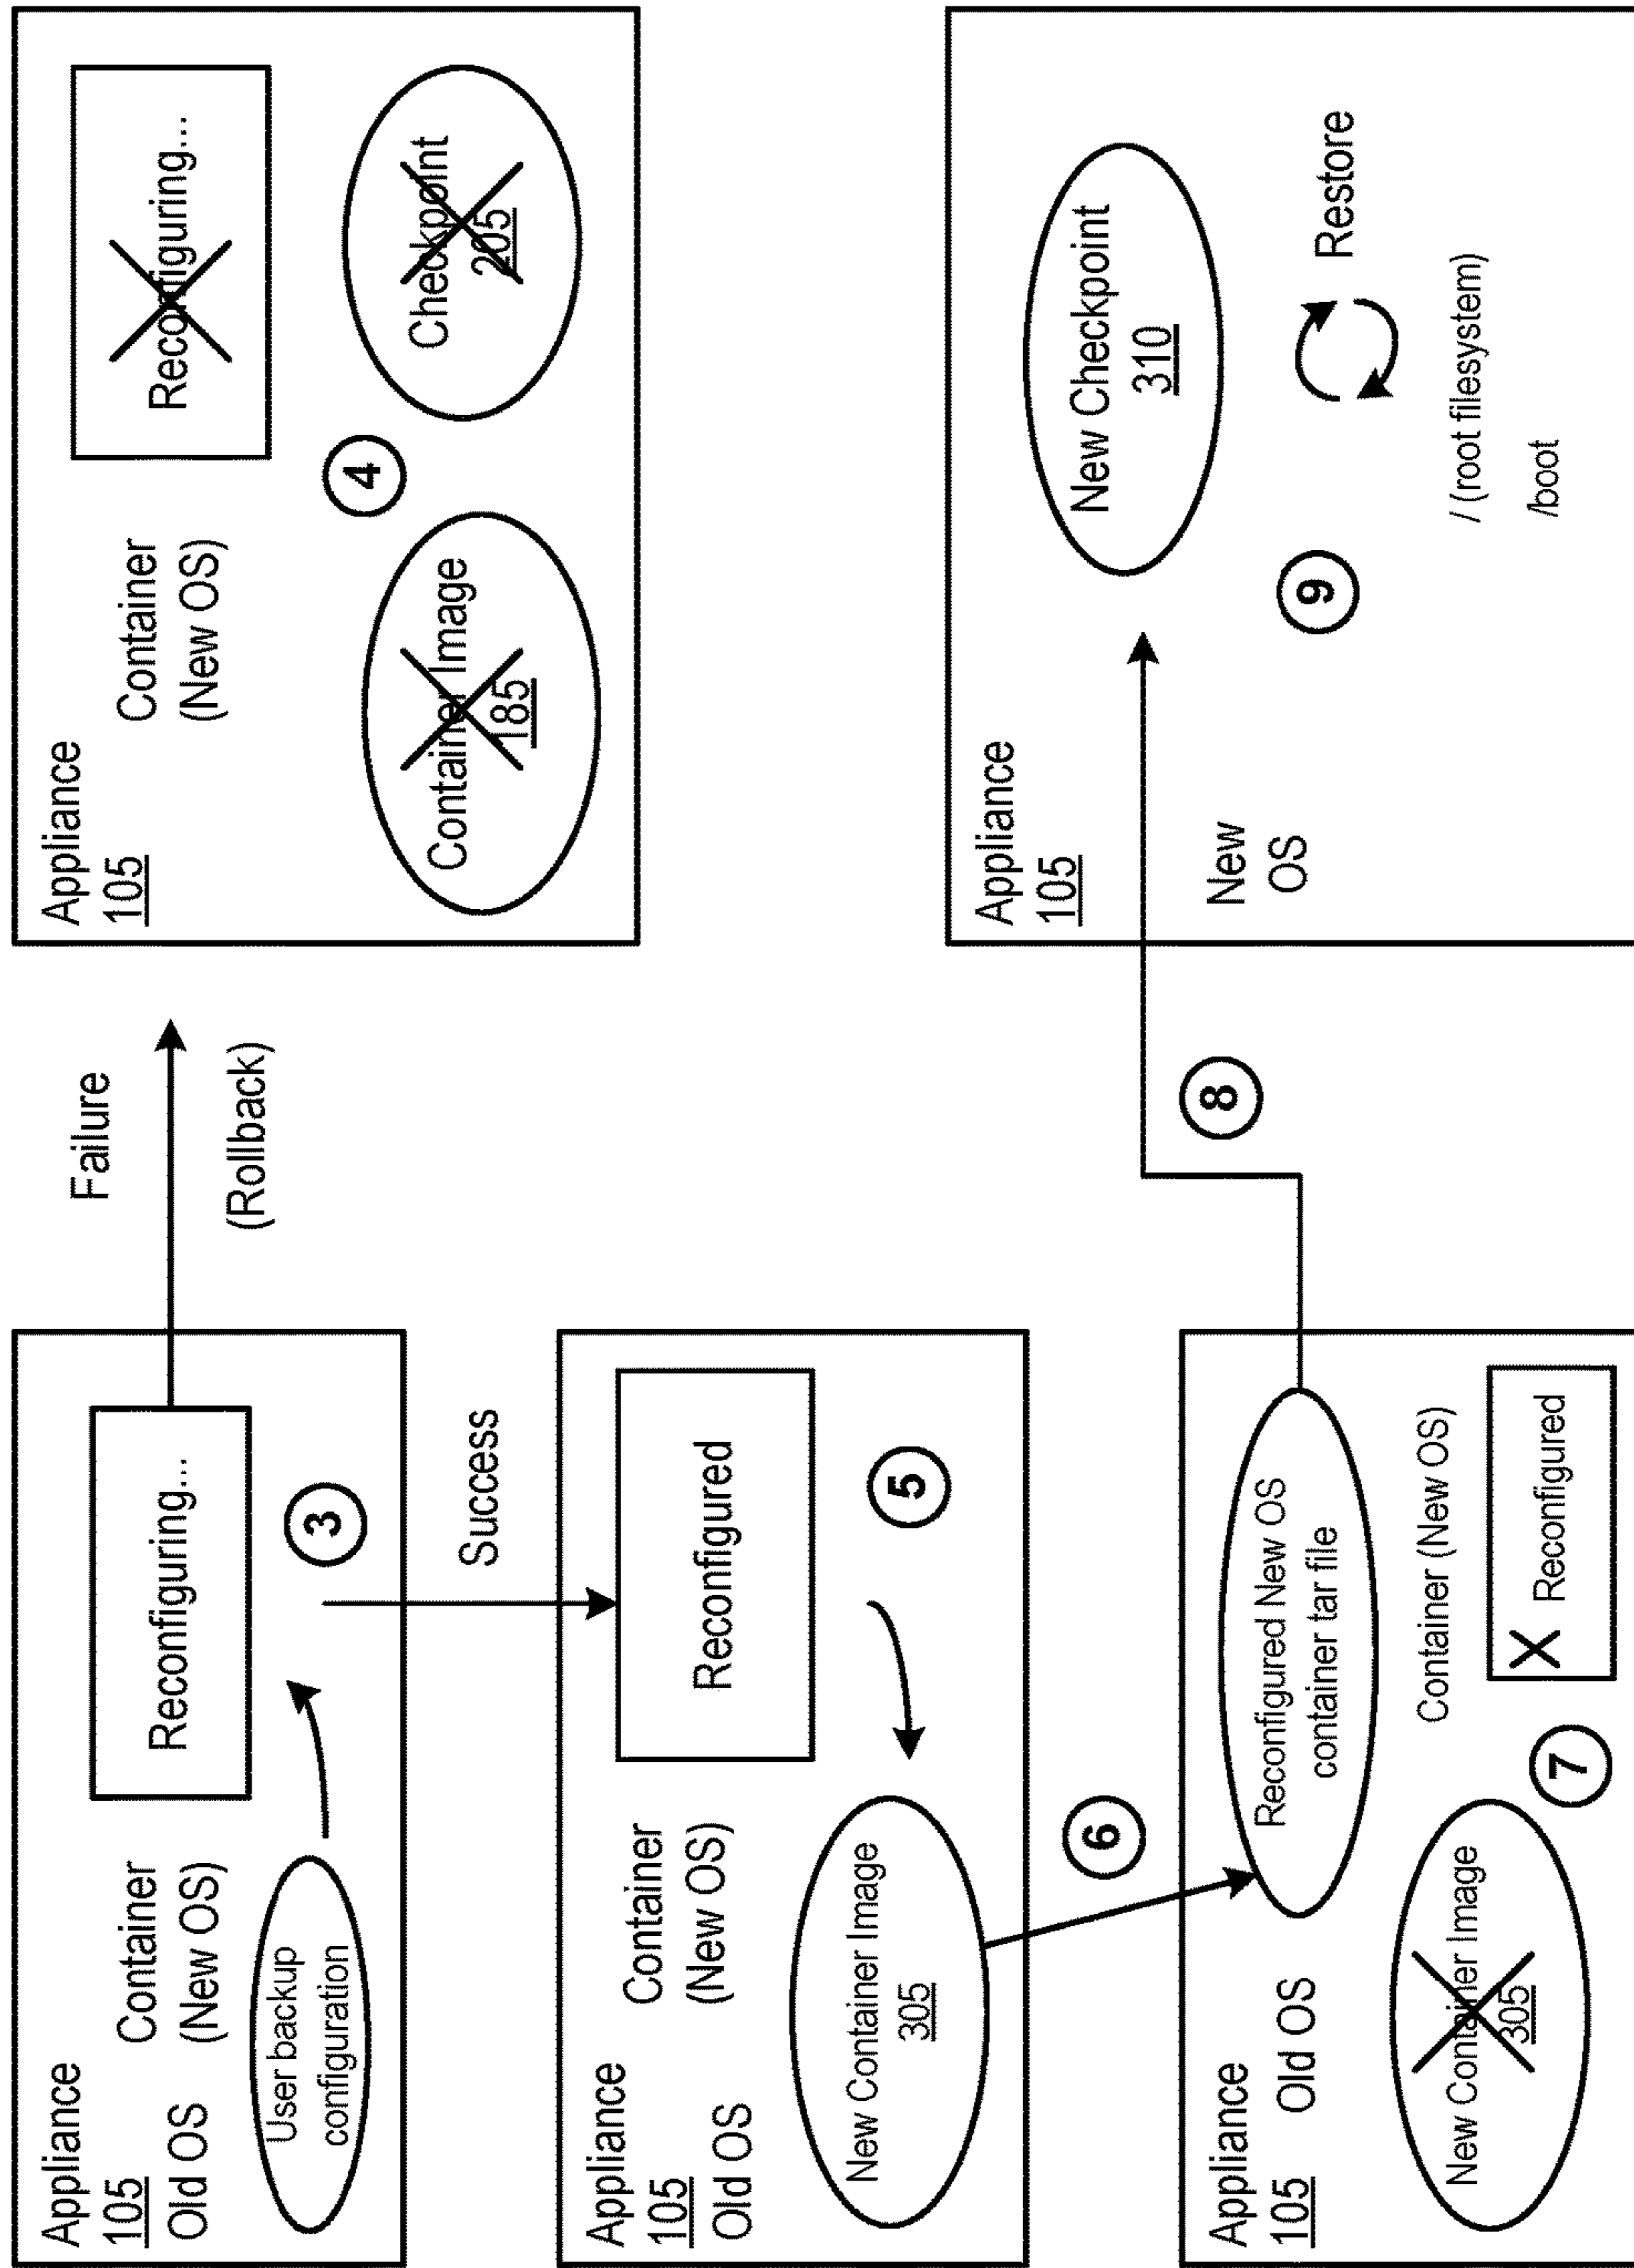 Appliance
105
Old OS
Container
(New OS)
User backup
configuration
Reconfiguring...
3
Failure
(Rollback)
Appliance
105
Container
(New OS)
Reconfiguring...
4
Container Image
185
Checkpoint
205
Success
Appliance
105
Old OS
Container
(New OS)
Reconfigured
New Container Image
305
5
6
Appliance
105
Old OS
Reconfigured New OS
container tar file
New Container Image
305
7
Container (New OS)
X Reconfigured
8
Appliance
105
New
OS
New Checkpoint
310
9
Restore
/ (root filesystem)
/boot